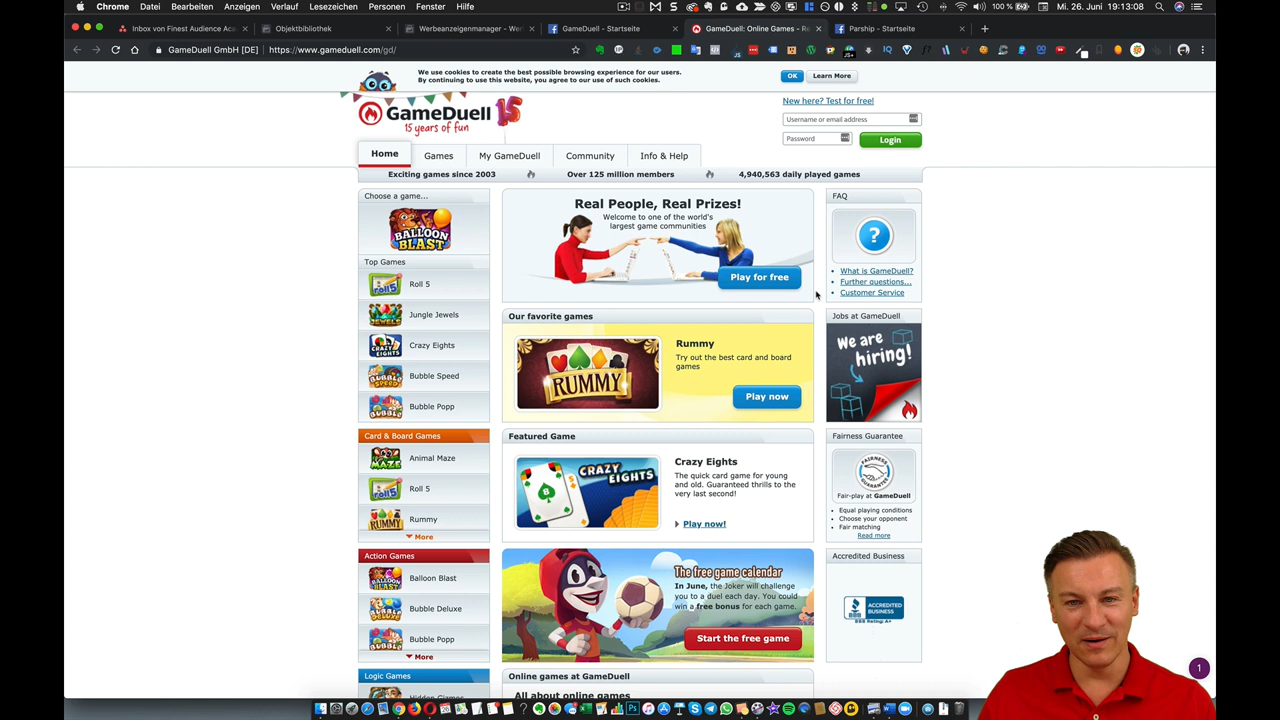 Chrome Datei Bearbeiten Anzeigen Verlauf Lesezeichen Personen Fenster Hilfe
100 % Mi. 26. Juni 19:13:08
Inbox von Finest Audience Aca
Objektbibliothek
Werbeanzeigenmanager - We
GameDuell - Startseite
GameDuell: Online Games - Re
Parship - Startseite
GameDuell GmbH [DE] https://www.gameduell.com/gd/
We use cookies to create the best possible browsing experience for our users.
By continuing to use this website, you agree to our use of such cookies.
OK
Learn More
GameDuell 15
15 years of fun
New here? Test for free!
Username or email address
Password
Login
Home
Games
My GameDuell
Community
Info & Help
Exciting games since 2003
Over 125 million members
4,940,563 daily played games
Choose a game...
BALLOON
BLAST
Top Games
Roll 5
Jungle Jewels
Crazy Eights
Bubble Speed
Bubble Popp
Card & Board Games
Animal Maze
Roll 5
Rummy
More
Action Games
Balloon Blast
Bubble Deluxe
Bubble Popp
More
Logic Games
Real People, Real Prizes!
Welcome to one of the world's
largest game communities
Play for free
Our favorite games
RUMMY
Rummy
Try out the best card and board
games
Play now
Featured Game
CRAZY
EIGHTS
Crazy Eights
The quick card game for young
and old. Guaranteed thrills to the
very last second!
Play now!
The free game calendar
In June, the Joker will challenge
you to a duel each day. You could
win a free bonus for each game.
Start the free game
Online games at GameDuell
All about online games
FAQ
?
What is GameDuell?
Further questions...
Customer Service
Jobs at GameDuell
We are
hiring!
Fairness Guarantee
FAIRNESS
GUARANTEE
Fair-play at GameDuell
Equal playing conditions
Choose your opponent
Fair matching
Read more
Accredited Business
BBB
ACCREDITED
BUSINESS
BBB Rating: A+
1